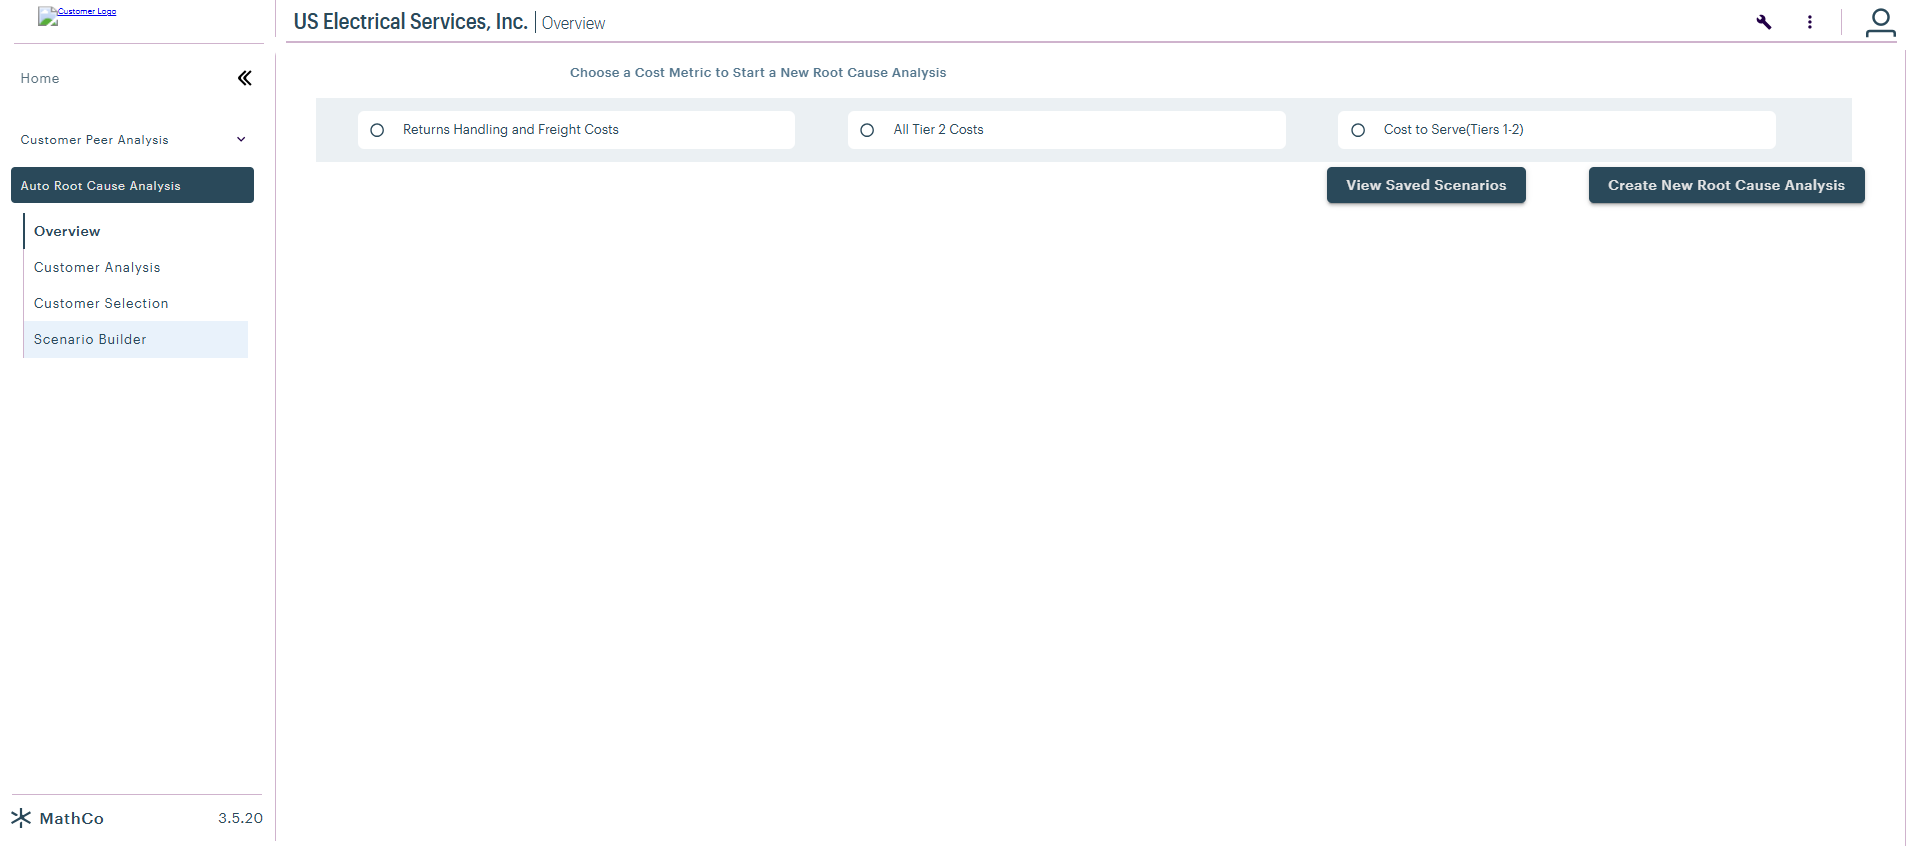 Customer Logo
US Electrical Services, Inc. | Overview
Home
Choose a Cost Metric to Start a New Root Cause Analysis
Returns Handling and Freight Costs
All Tier 2 Costs
Cost to Serve(Tiers 1-2)
Customer Peer Analysis
Auto Root Cause Analysis
View Saved Scenarios
Create New Root Cause Analysis
Overview
Customer Analysis
Customer Selection
Scenario Builder
MathCo
3.5.20